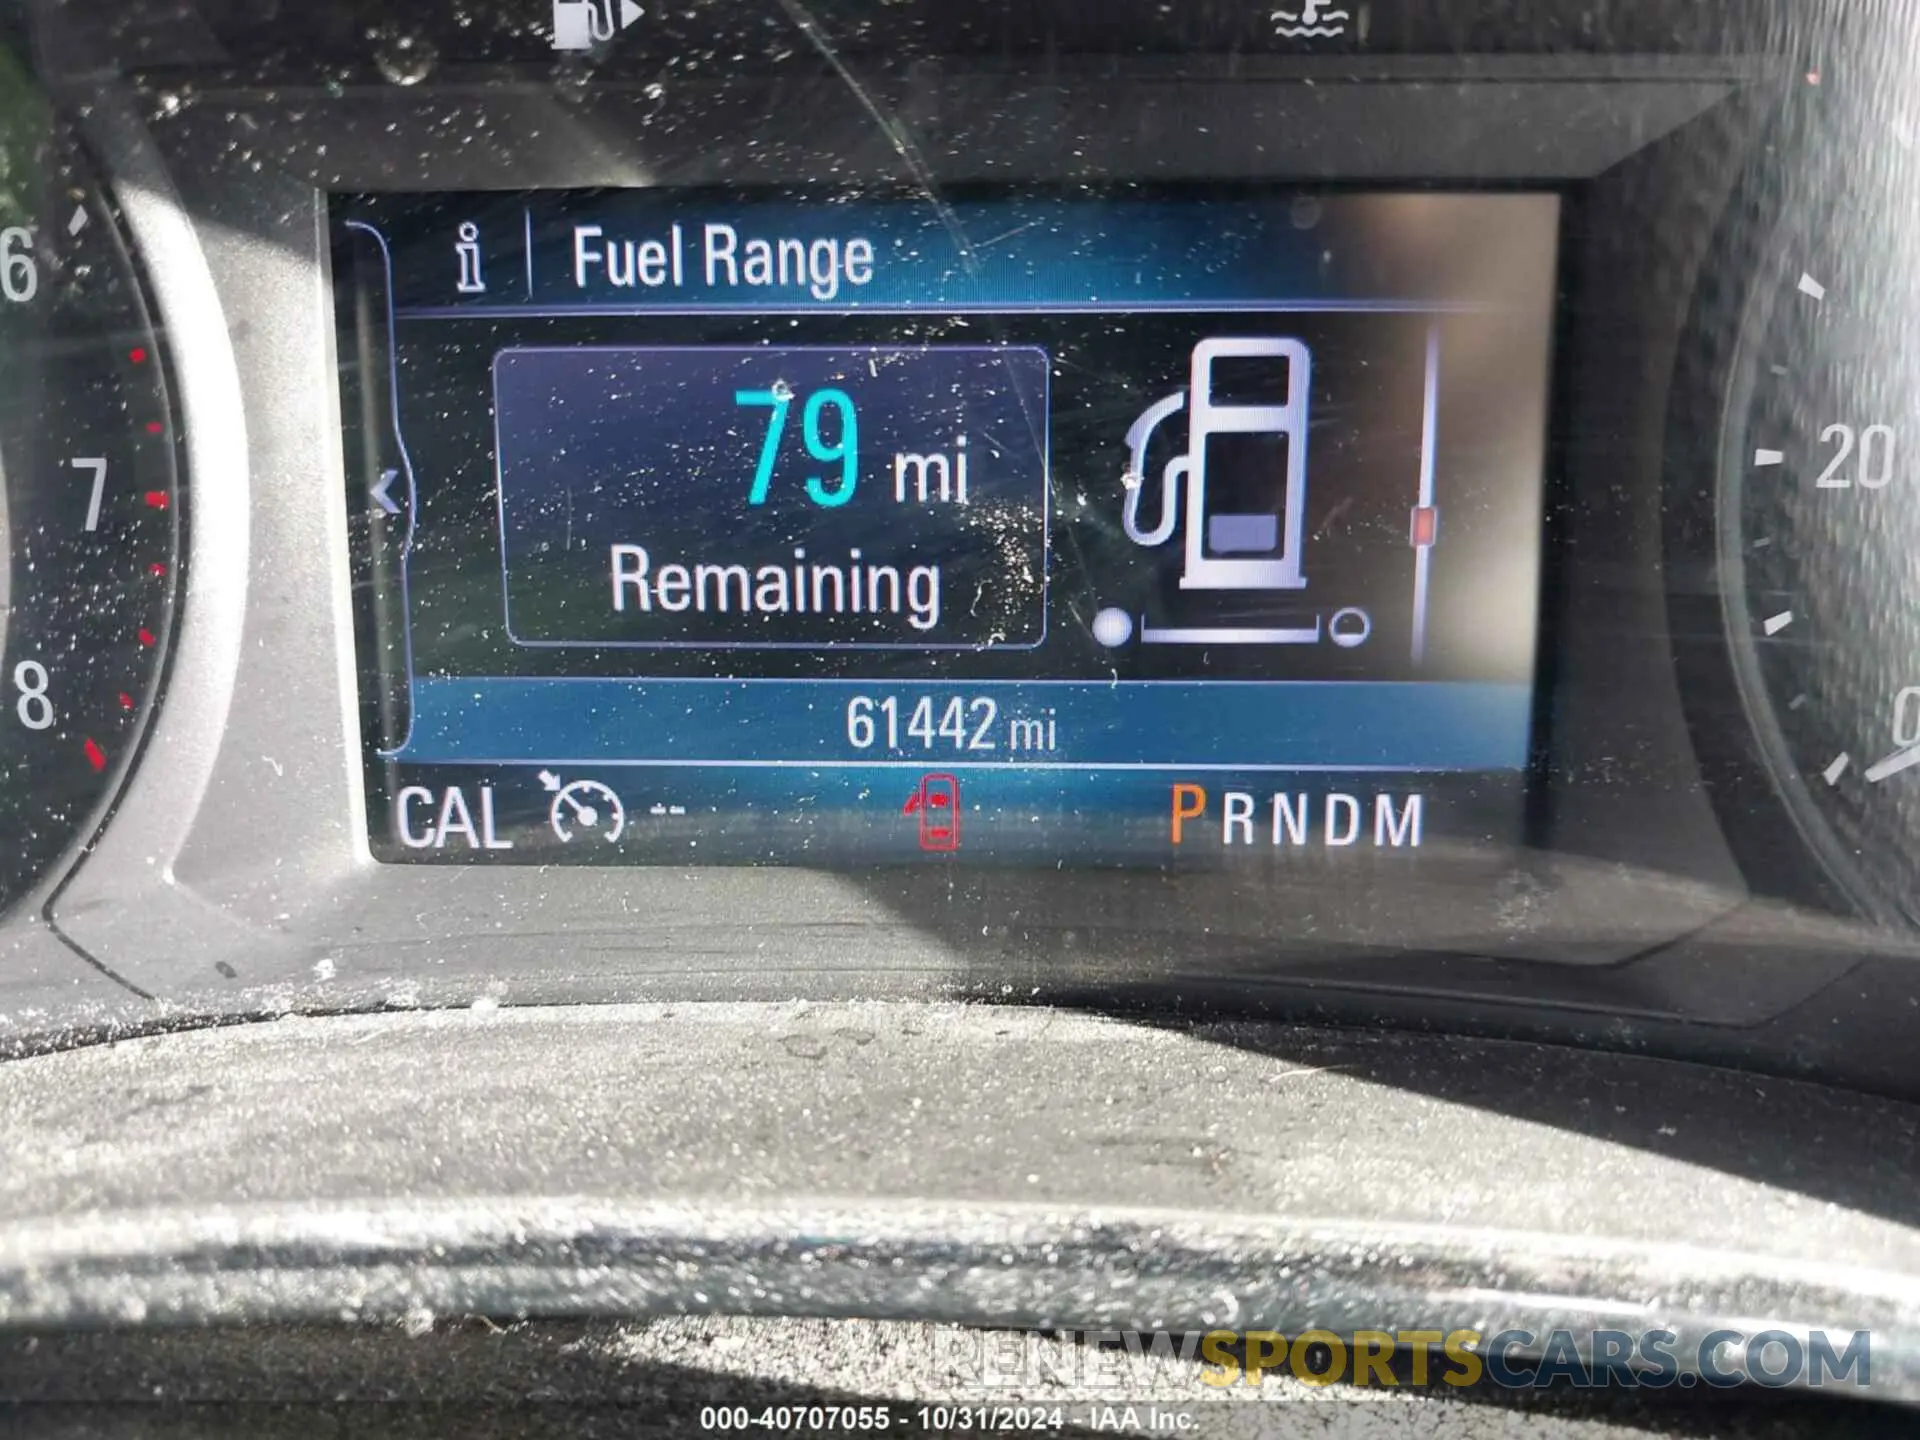 i Fuel Range
6
7
8
79 mi
Remaining
61442 mi
CAL -- P R N D M
20
0
RENEWSPORTSCARS.COM
000-40707055 - 10/31/2024 - IAA Inc.